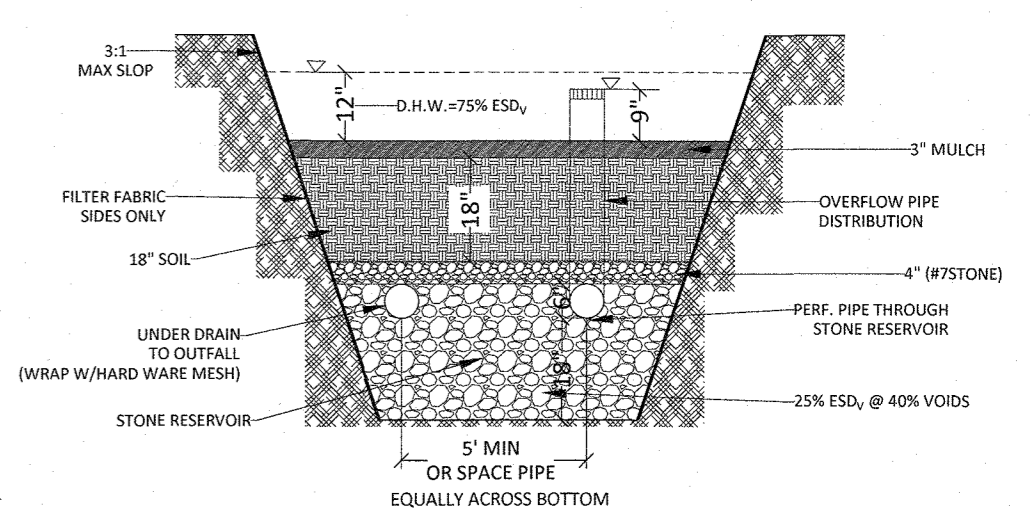 3:1
MAX SLOP
12"
D.H.W.=75% ESDV
9"
3" MULCH
FILTER FABRIC
SIDES ONLY
18"
OVERFLOW PIPE
DISTRIBUTION
18" SOIL
4" (#7STONE)
6"
PERF. PIPE THROUGH
STONE RESERVOIR
UNDER DRAIN
TO OUTFALL
(WRAP W/HARD WARE MESH)
18"
STONE RESERVOIR
25% ESDV @ 40% VOIDS
5' MIN
OR SPACE PIPE
EQUALLY ACROSS BOTTOM